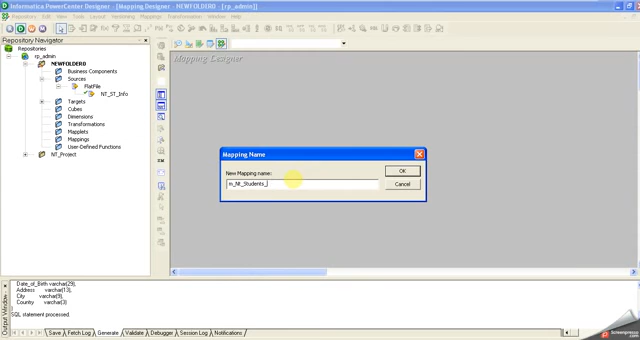 Informatica PowerCenter Designer - [Mapping Designer - NEWFOLDER0 [rp_admin]]
Repository Edit View Tools Layout Versioning Mappings Transformation Window Help
Repository Navigator
Mapping Designer
Repositories
rp_admin
NEWFOLDER0
Business Components
Sources
FlatFile
NT_ST_Info
Targets
Cubes
Dimensions
Transformations
Mapplets
Mappings
User-Defined Functions
NT_Project
Mapping Name
New Mapping name:
m_Nt_Students_
OK
Cancel
Output Window
Date_of_Birth varchar(29),
Address varchar(13),
City varchar(9),
Country varchar(3)
SQL statement processed.
Save Fetch Log Generate Validate Debugger Session Log Notifications
Screenpresso